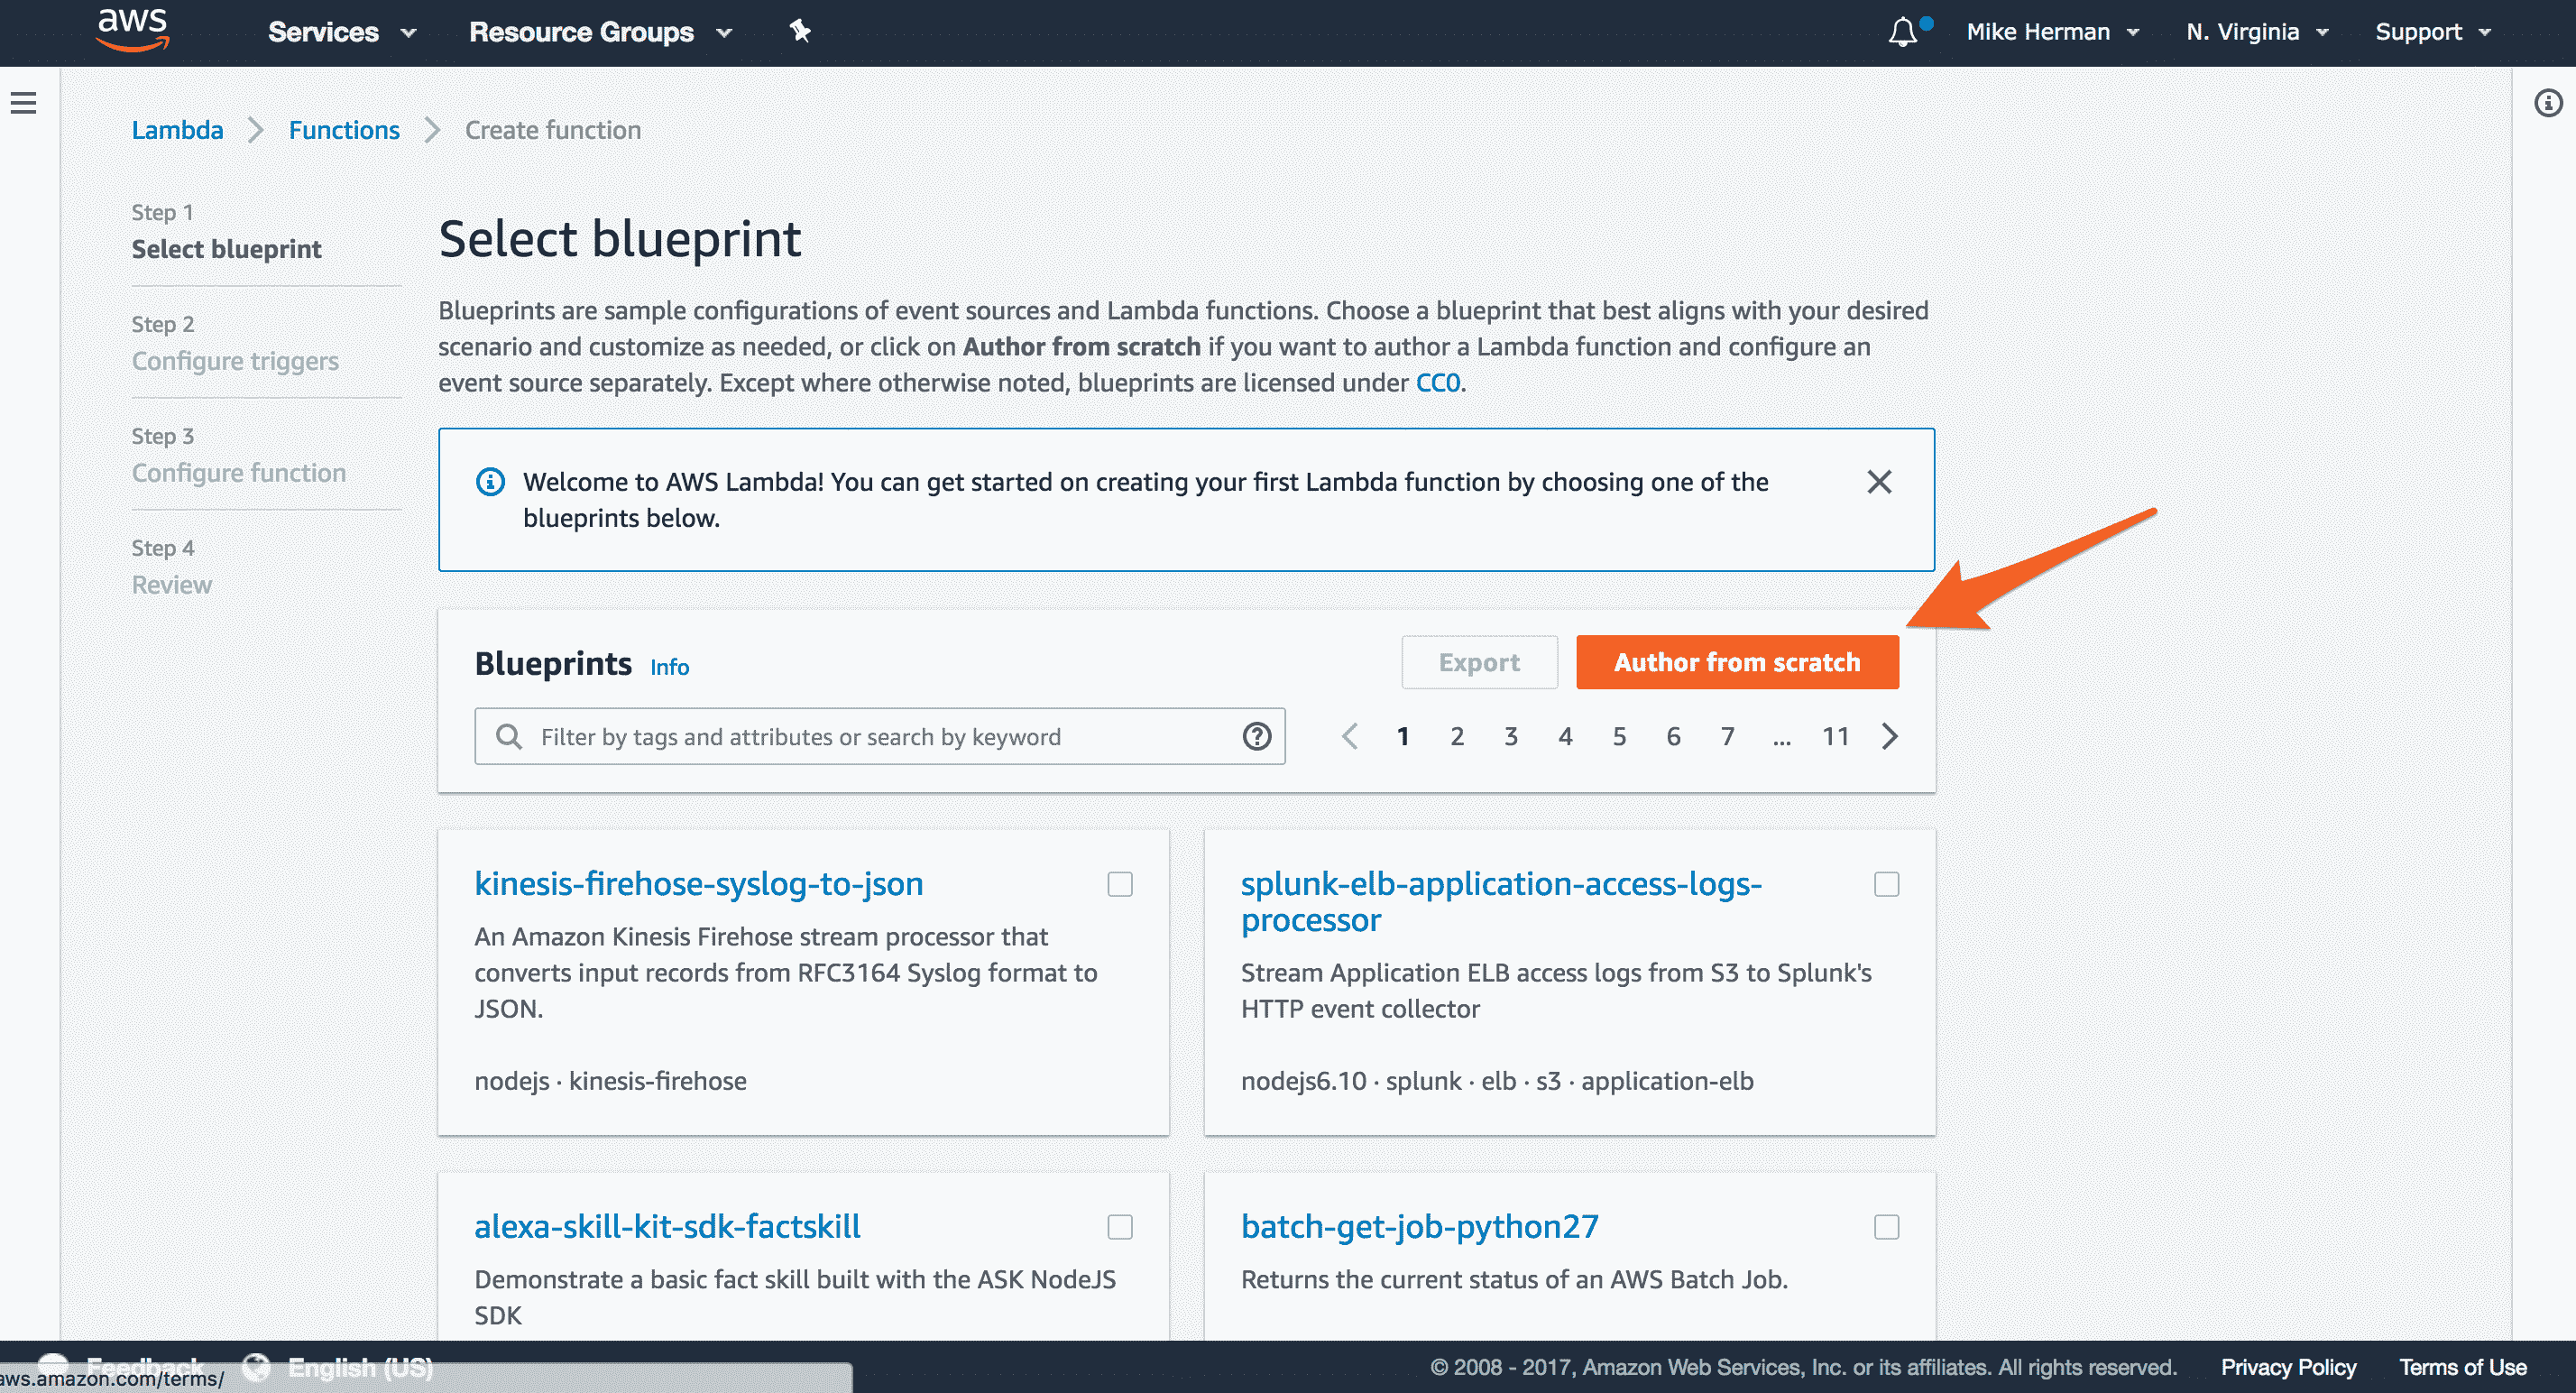 aws
Services
Resource Groups
Mike Herman
N. Virginia
Support
Lambda
Functions
Create function
Step 1
Select blueprint
Step 2
Configure triggers
Step 3
Configure function
Step 4
Review
Select blueprint
Blueprints are sample configurations of event sources and Lambda functions. Choose a blueprint that best aligns with your desired
scenario and customize as needed, or click on Author from scratch if you want to author a Lambda function and configure an
event source separately. Except where otherwise noted, blueprints are licensed under CC0.
Welcome to AWS Lambda! You can get started on creating your first Lambda function by choosing one of the
blueprints below.
Blueprints Info
Export
Author from scratch
Filter by tags and attributes or search by keyword
1 2 3 4 5 6 7 ... 11
kinesis-firehose-syslog-to-json
An Amazon Kinesis Firehose stream processor that
converts input records from RFC3164 Syslog format to
JSON.
nodejs · kinesis-firehose
splunk-elb-application-access-logs-
processor
Stream Application ELB access logs from S3 to Splunk's
HTTP event collector
nodejs6.10 · splunk · elb · s3 · application-elb
alexa-skill-kit-sdk-factskill
Demonstrate a basic fact skill built with the ASK NodeJS
SDK
batch-get-job-python27
Returns the current status of an AWS Batch Job.
Feedback
English (US)
aws.amazon.com/terms/
© 2008 - 2017, Amazon Web Services, Inc. or its affiliates. All rights reserved.
Privacy Policy
Terms of Use